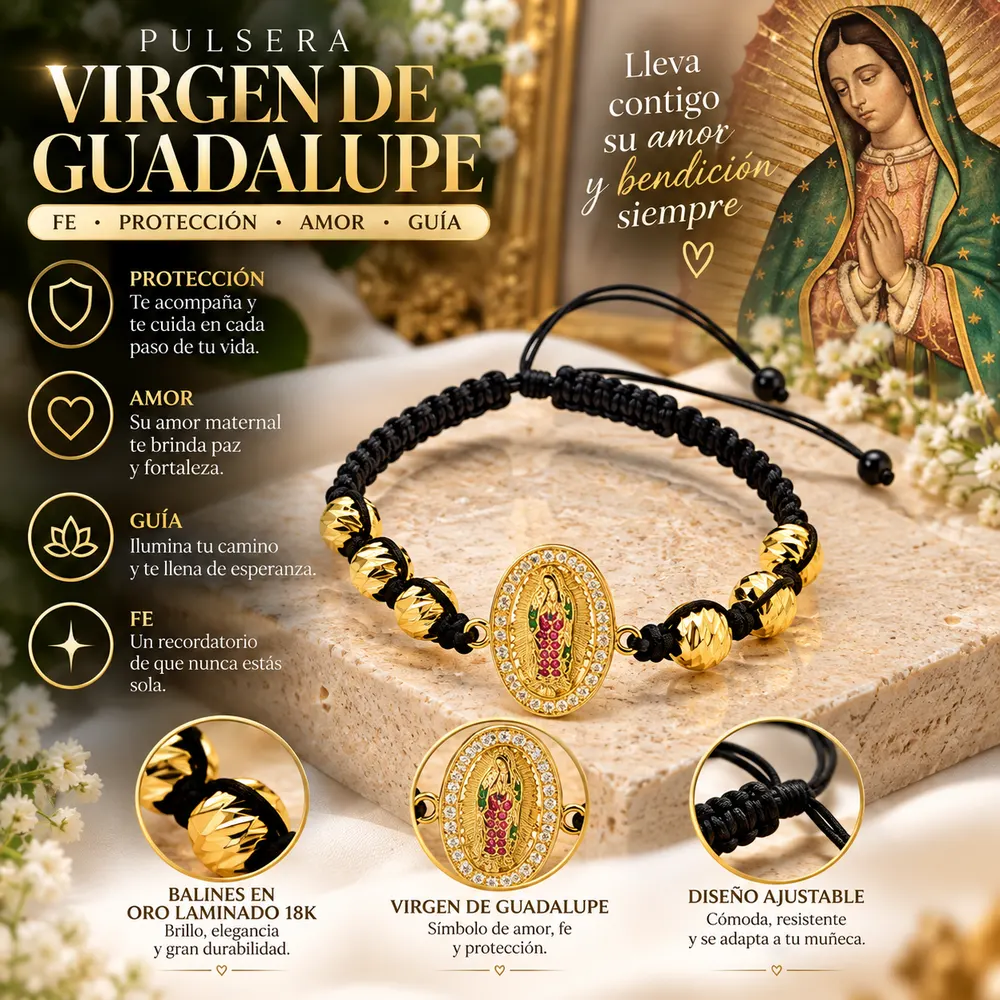 PULSERA
VIRGEN DE
GUADALUPE
FE • PROTECCIÓN • AMOR • GUÍA
Lleva
contigo
su amor
y bendición
siempre
PROTECCIÓN
Te acompaña y
te cuida en cada
paso de tu vida.
AMOR
Su amor maternal
te brinda paz
y fortaleza.
GUÍA
Ilumina tu camino
y te llena de esperanza.
FE
Un recordatorio
de que nunca estás
sola.
BALINES EN
ORO LAMINADO 18K
Brillo, elegancia
y gran durabilidad.
VIRGEN DE GUADALUPE
Símbolo de amor, fe
y protección.
DISEÑO AJUSTABLE
Cómoda, resistente
y se adapta a tu muñeca.